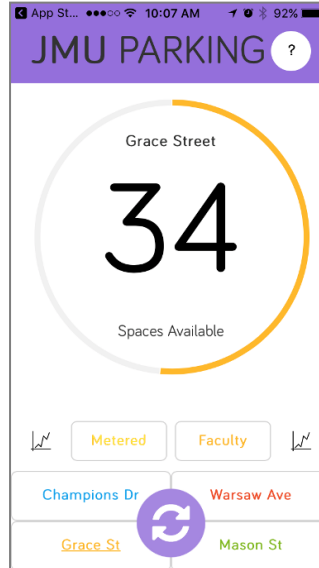 App St... 10:07 AM 92%
JMU PARKING ?
Grace Street
34
Spaces Available
Metered Faculty
Champions Dr Warsaw Ave
Grace St Mason St